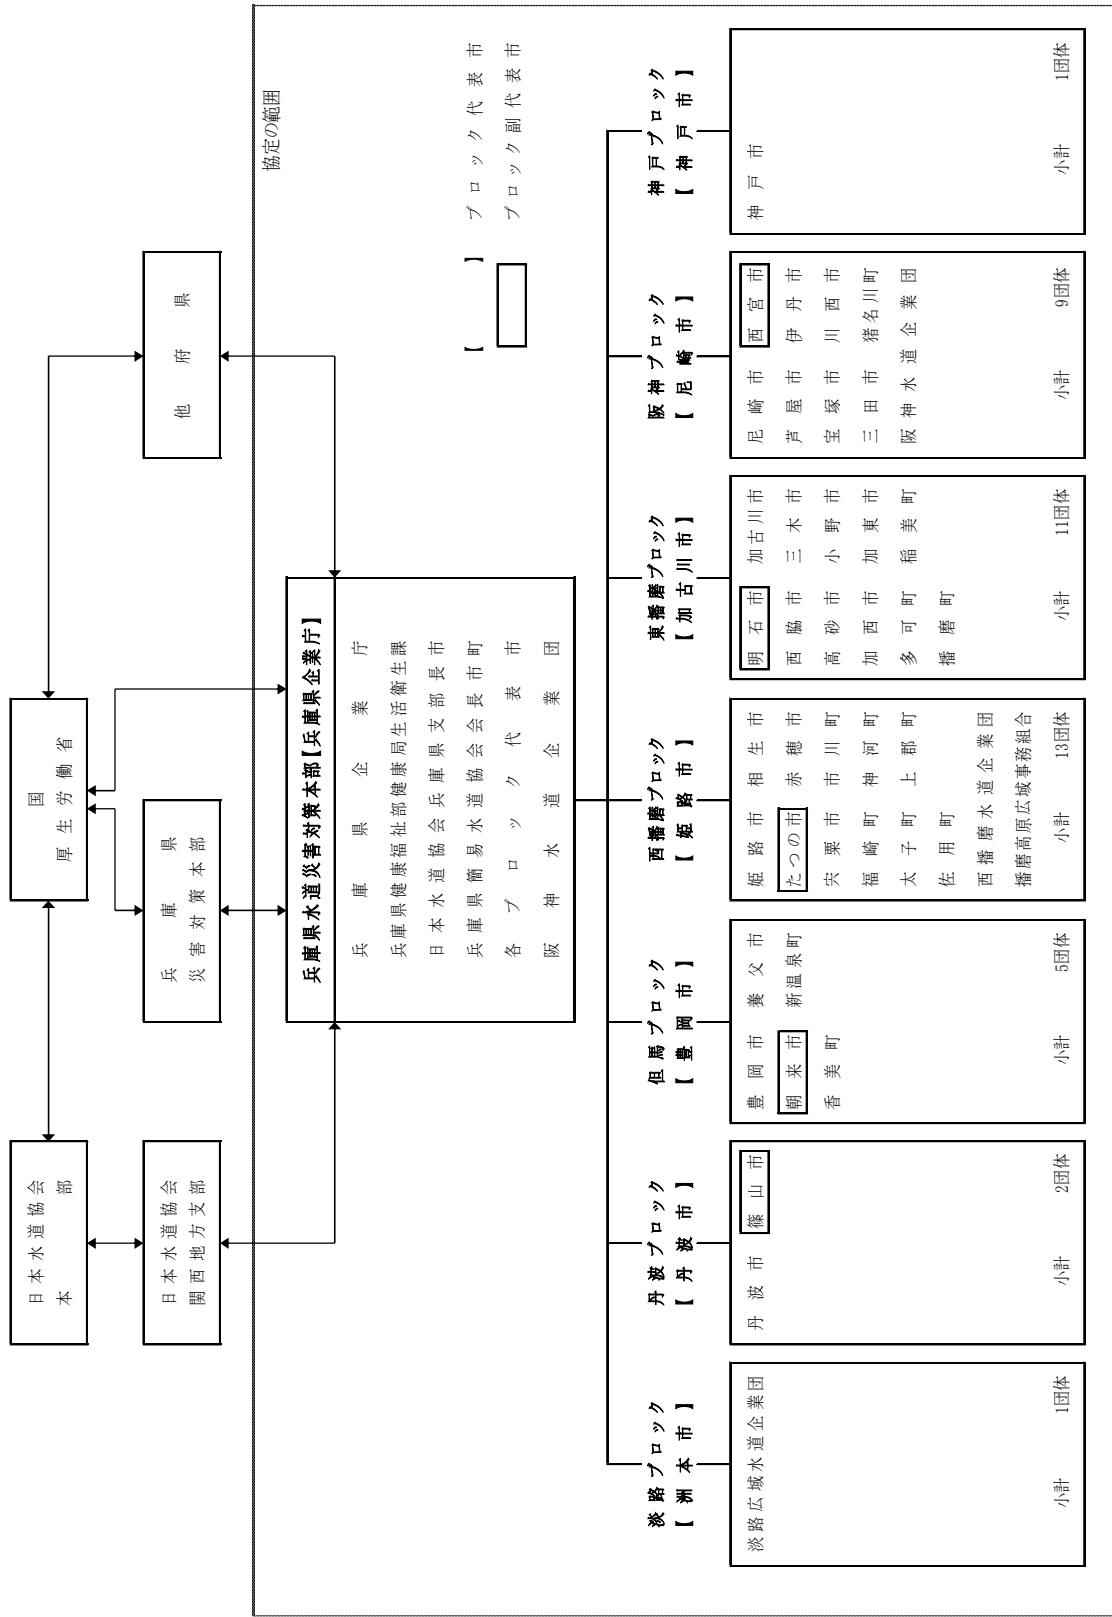 日本水道協会
本部
国
厚生労働省
日本水道協会
関西地方支部
兵庫県
災害対策本部
他府県
協定の範囲
兵庫県水道災害対策本部【兵庫県企業庁】
兵庫県企業庁
兵庫県健康福祉部健康局生活衛生課
日本水道協会兵庫県支部長市
兵庫県簡易水道協会会長市町
各ブロック代表市
阪神水道企業団
【 】 ブロック代表市
ブロック副代表市
淡路ブロック
【洲本市】
淡路広域水道企業団
小計 1団体
丹波ブロック
【丹波市】
丹波市 篠山市
小計 2団体
但馬ブロック
【豊岡市】
豊岡市 養父市
朝来市 新温泉町
香美町
小計 5団体
西播磨ブロック
【姫路市】
姫路市 相生市
たつの市 赤穂市
宍粟市 市川町
福崎町 神河町
太子町 上郡町
佐用町
西播磨水道企業団
播磨高原広域事務組合
小計 13団体
東播磨ブロック
【加古川市】
明石市 加古川市
西脇市 三木市
高砂市 小野市
加西市 加東市
多可町 稲美町
播磨町
小計 11団体
阪神ブロック
【尼崎市】
尼崎市 西宮市
芦屋市 伊丹市
宝塚市 川西市
三田市 猪名川町
阪神水道企業団
小計 9団体
神戸ブロック
【神戸市】
神戸市
小計 1団体